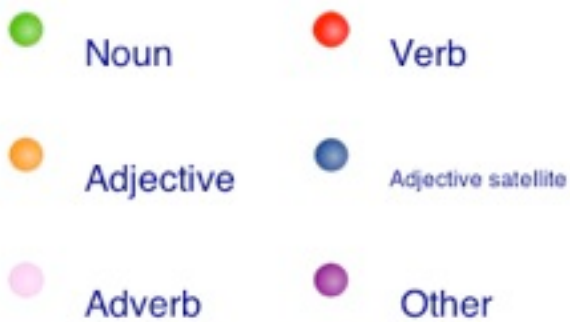 Noun
Verb
Adjective
Adjective satellite
Adverb
Other